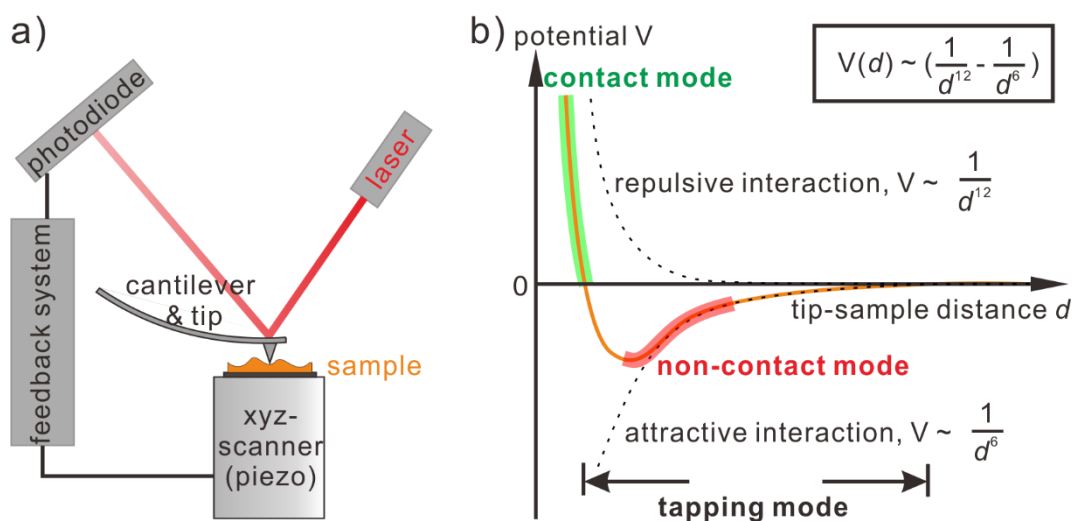 a)
photodiode
laser
feedback system
cantilever
& tip
sample
xyz-
scanner
(piezo)
b)
potential V
V(d) ~ (1/d¹² - 1/d⁶)
contact mode
repulsive interaction, V ~ 1/d¹²
0
tip-sample distance d
non-contact mode
attractive interaction, V ~ 1/d⁶
tapping mode